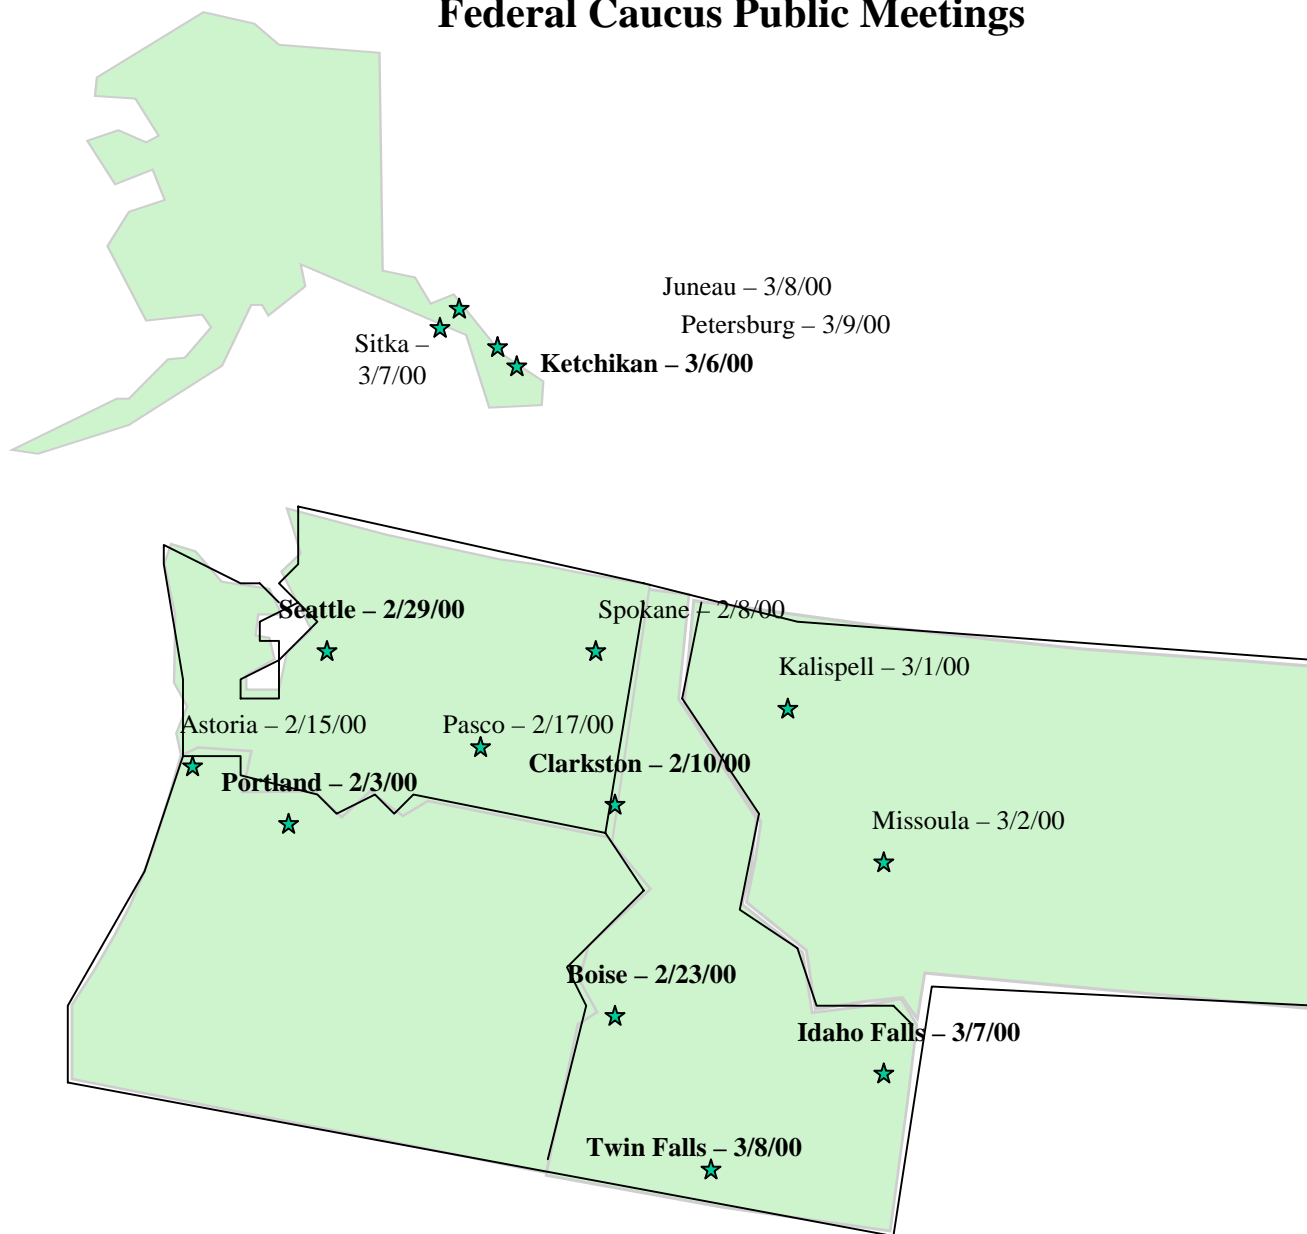 Federal Caucus Public Meetings
Juneau – 3/8/00
Petersburg – 3/9/00
Sitka –
3/7/00
Ketchikan – 3/6/00
Seattle – 2/29/00
Spokane – 2/8/00
Kalispell – 3/1/00
Astoria – 2/15/00
Pasco – 2/17/00
Clarkston – 2/10/00
Portland – 2/3/00
Missoula – 3/2/00
Boise – 2/23/00
Idaho Falls – 3/7/00
Twin Falls – 3/8/00